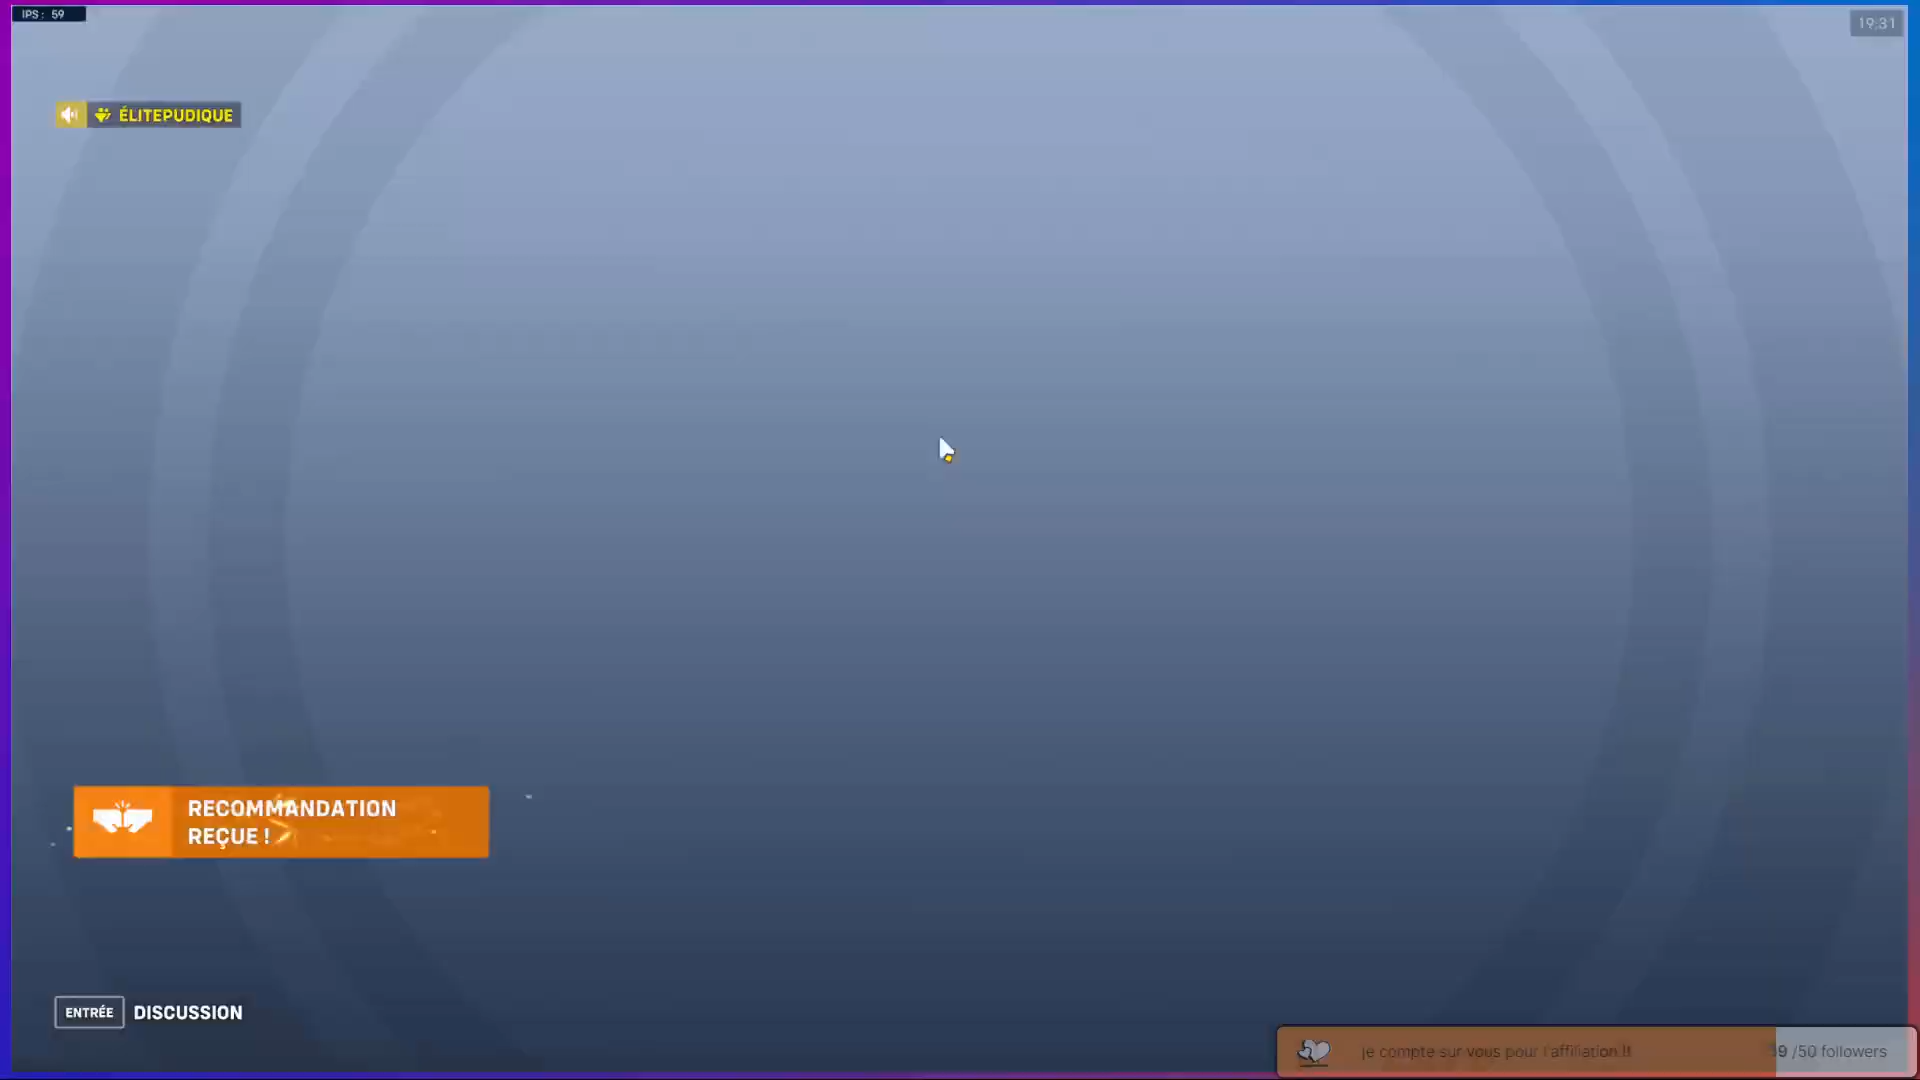 IPS: 59
19:31
ÉLITEPUDIQUE
RECOMMANDATION
REÇUE !
ENTRÉE DISCUSSION
je compte sur vous pour l'affiliation !! /50 followers